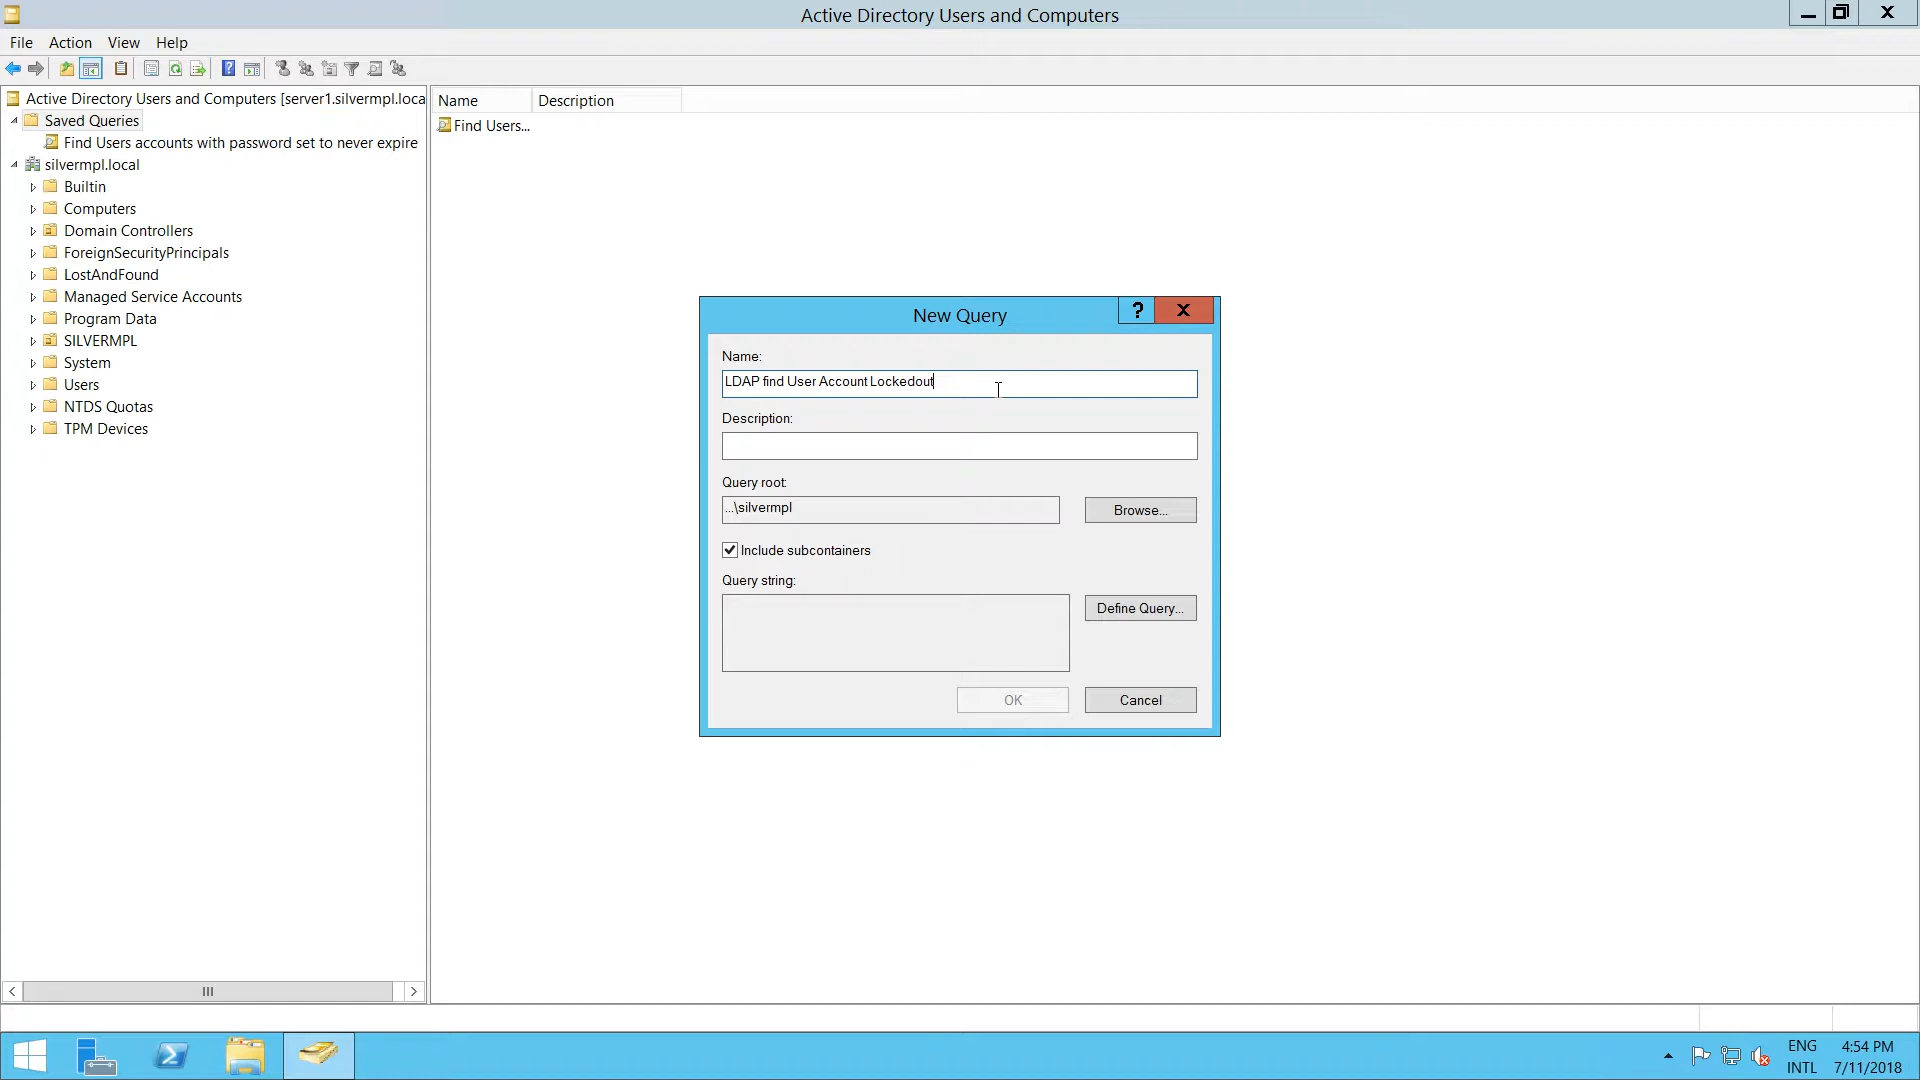 Active Directory Users and Computers
File Action View Help
Active Directory Users and Computers [server1.silvermpl.loca
Saved Queries
Find Users accounts with password set to never expire
silvermpl.local
Builtin
Computers
Domain Controllers
ForeignSecurityPrincipals
LostAndFound
Managed Service Accounts
Program Data
SILVERMPL
System
Users
NTDS Quotas
TPM Devices
Name Description
Find Users...
New Query
Name:
LDAP find User Account Lockedout
Description:
Query root:
...\silvermpl
Browse...
Include subcontainers
Query string:
Define Query...
OK Cancel
ENG 4:54 PM
INTL 7/11/2018